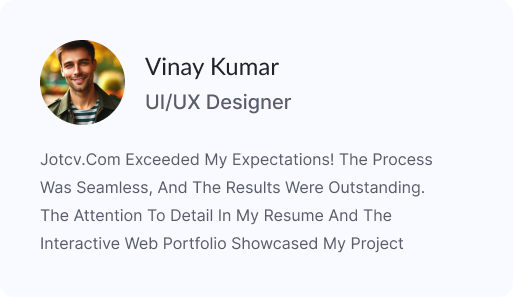 Vinay Kumar
UI/UX Designer
Jotcv.Com Exceeded My Expectations! The Process
Was Seamless, And The Results Were Outstanding.
The Attention To Detail In My Resume And The
Interactive Web Portfolio Showcased My Project